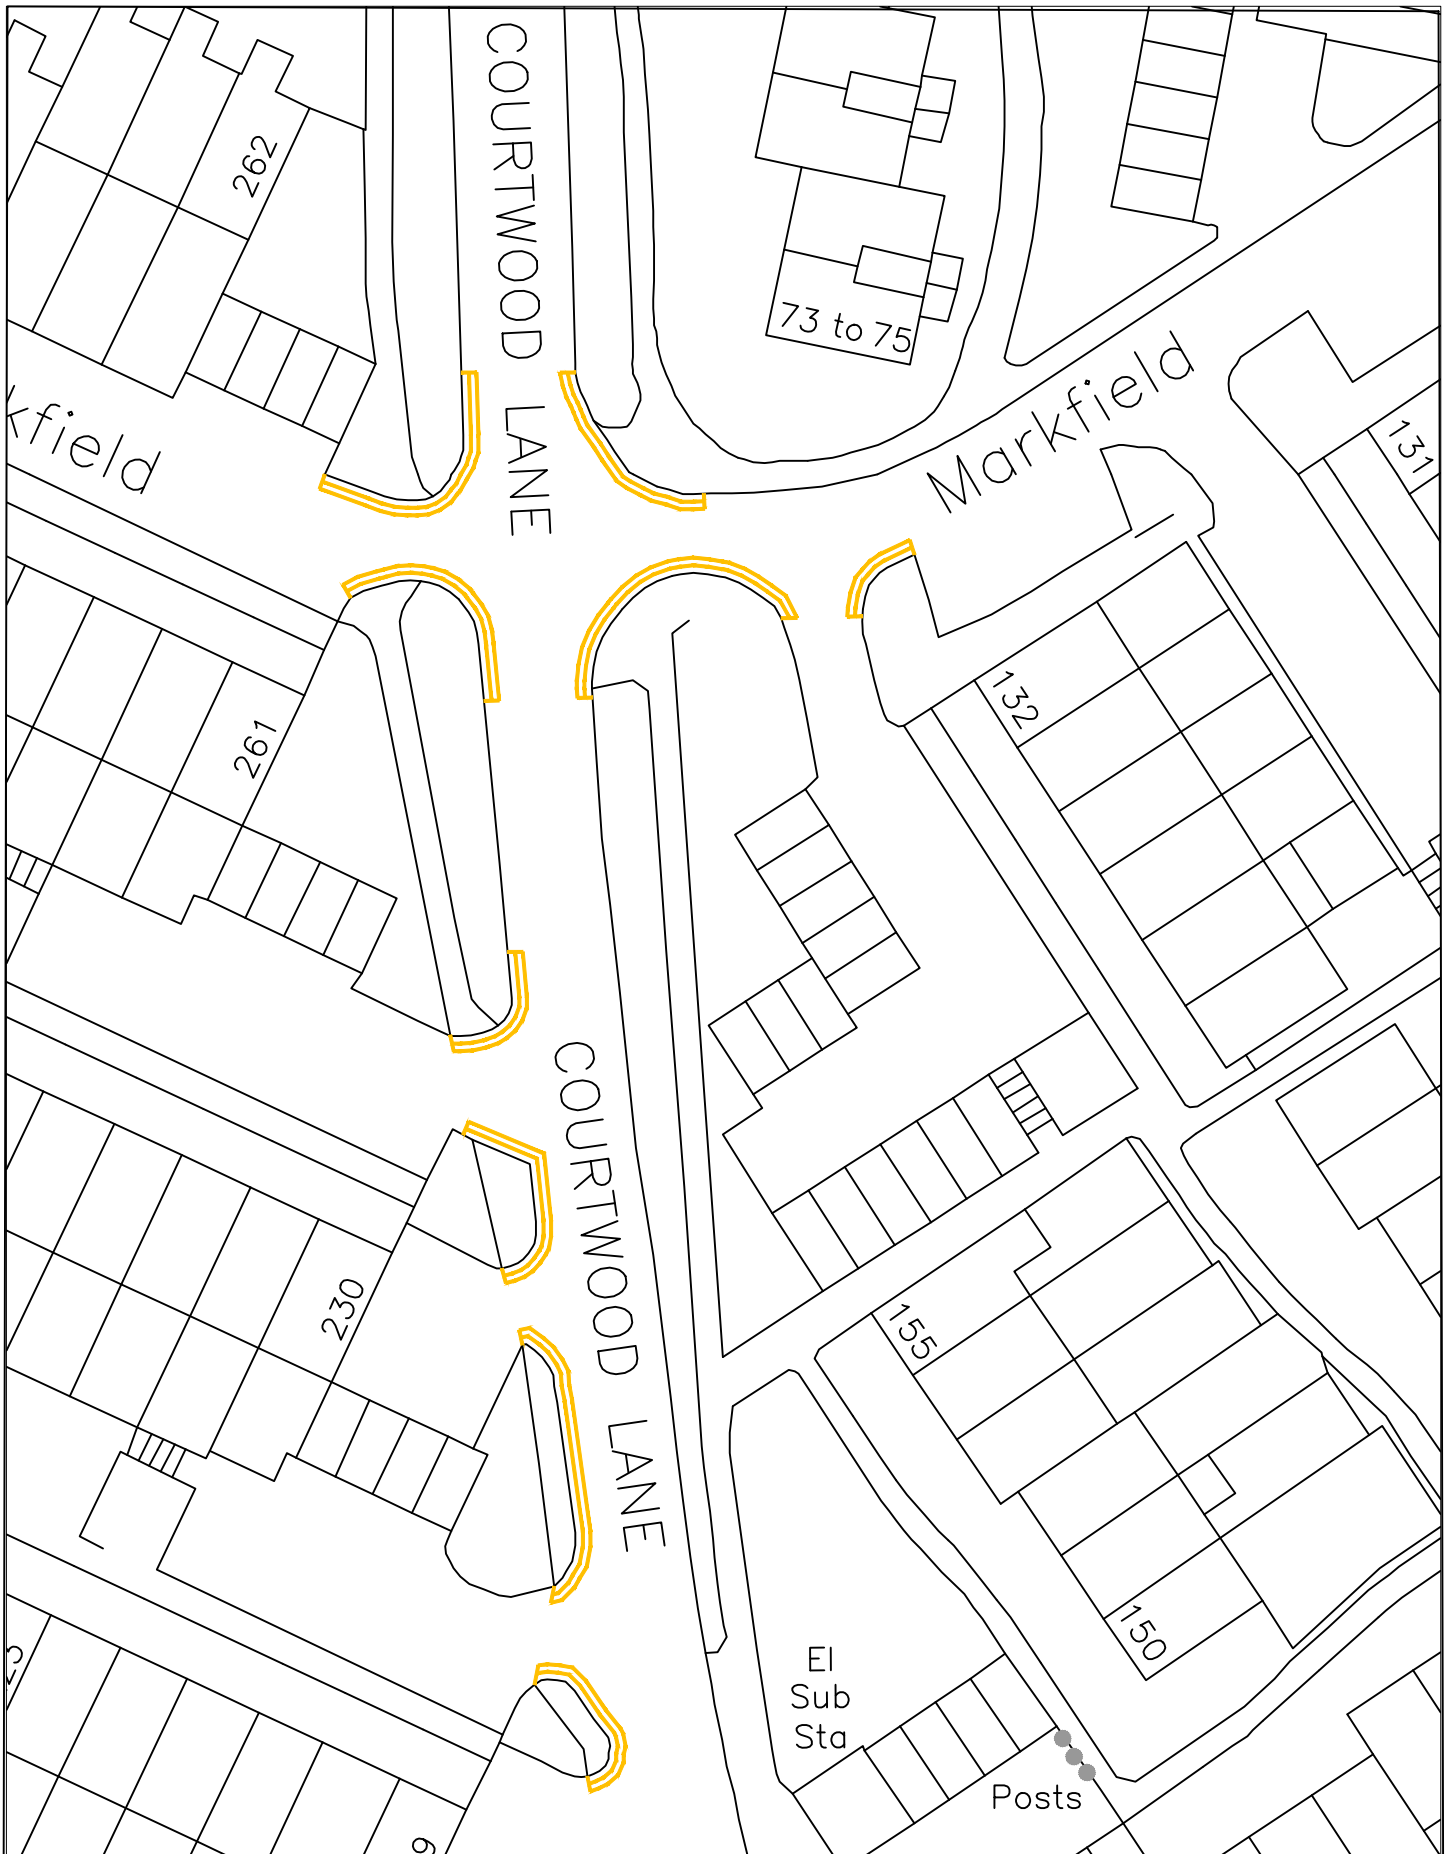 COURTWOOD LANE
262
73 to 75
Markfield
kfield
131
132
261
COURTWOOD LANE
230
155
150
El
Sub
Sta
Posts
9